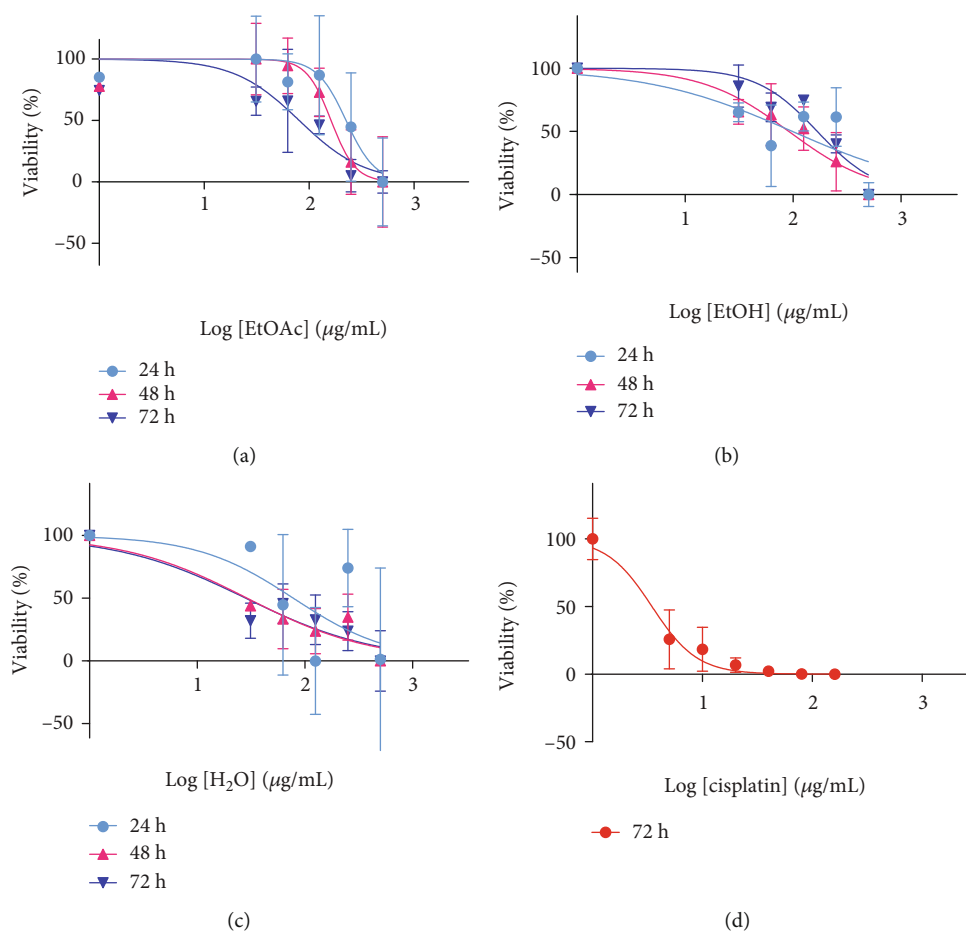 Viability (%)
100
50
0
–50
1
2
3
Log [EtOAc] (µg/mL)
24 h
48 h
72 h
(a)
Viability (%)
100
50
0
–50
1
2
3
Log [EtOH] (µg/mL)
24 h
48 h
72 h
(b)
Viability (%)
100
50
0
–50
1
2
3
Log [H₂O] (µg/mL)
24 h
48 h
72 h
(c)
Viability (%)
100
50
0
–50
1
2
3
Log [cisplatin] (µg/mL)
72 h
(d)